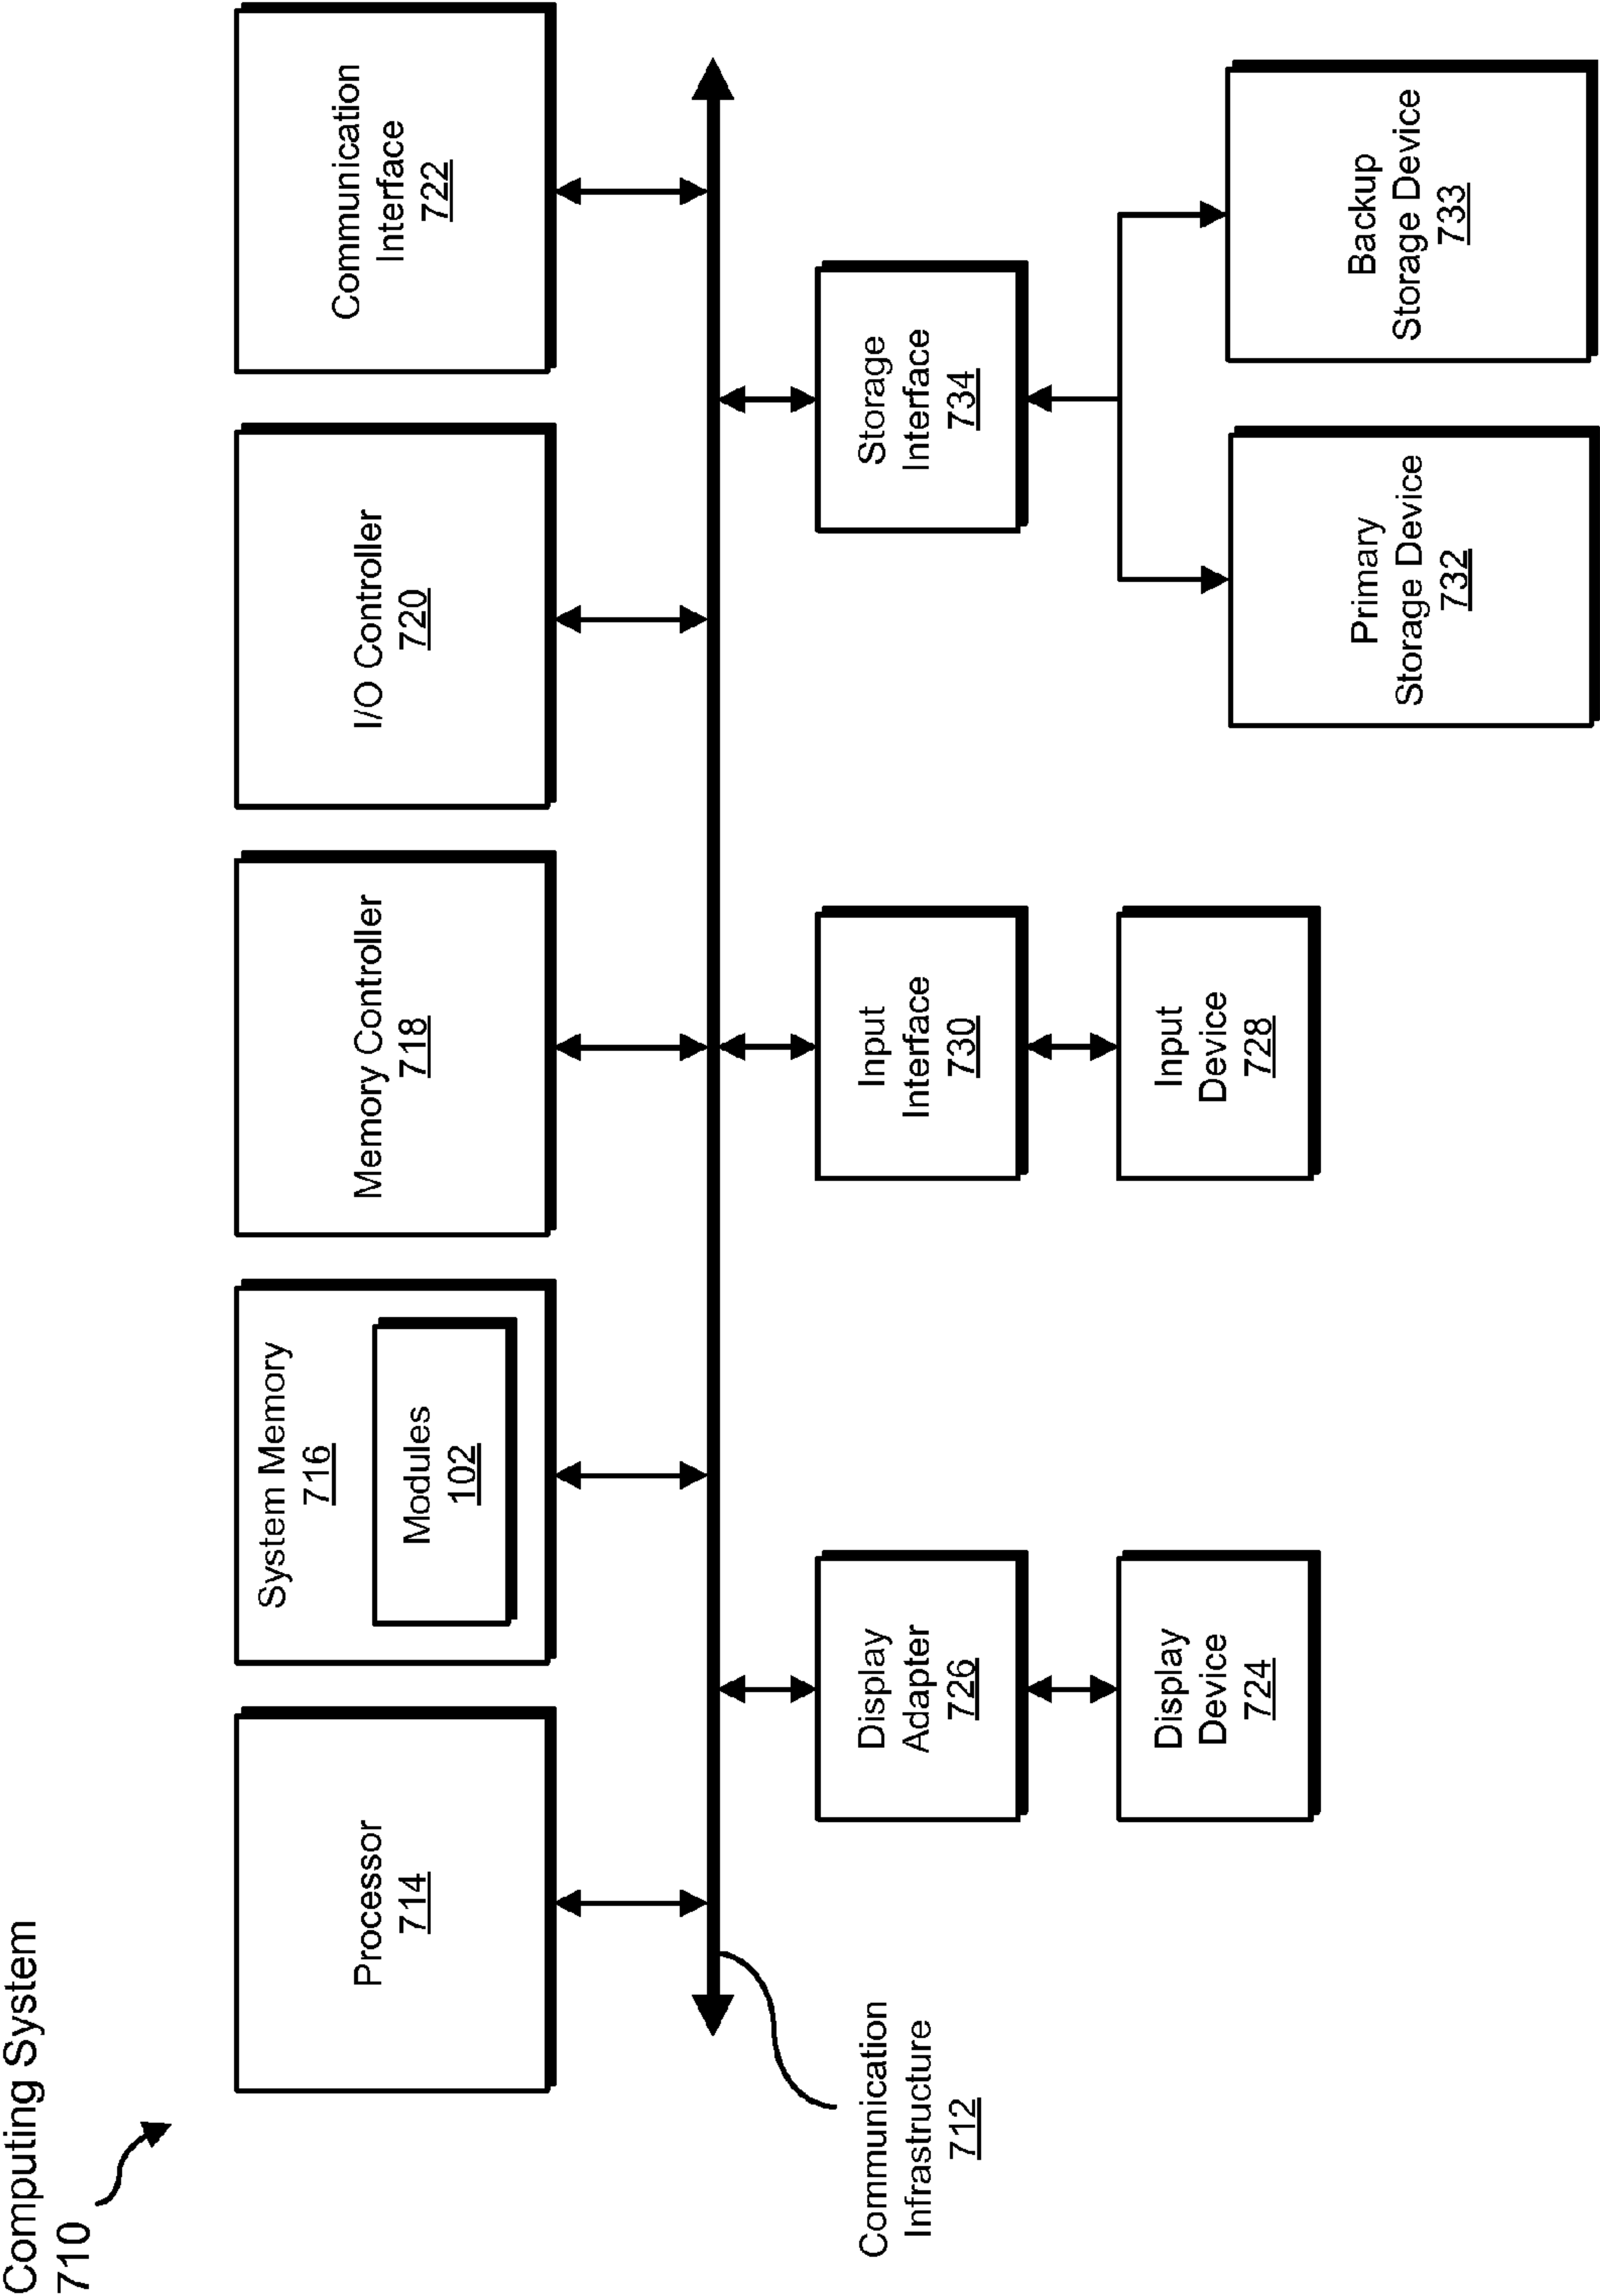 Computing System
710
Processor
714
System Memory
716
Modules
102
Memory Controller
718
I/O Controller
720
Communication
Interface
722
Communication
Infrastructure
712
Display
Adapter
726
Input
Interface
730
Storage
Interface
734
Display
Device
724
Input
Device
728
Primary
Storage Device
732
Backup
Storage Device
733